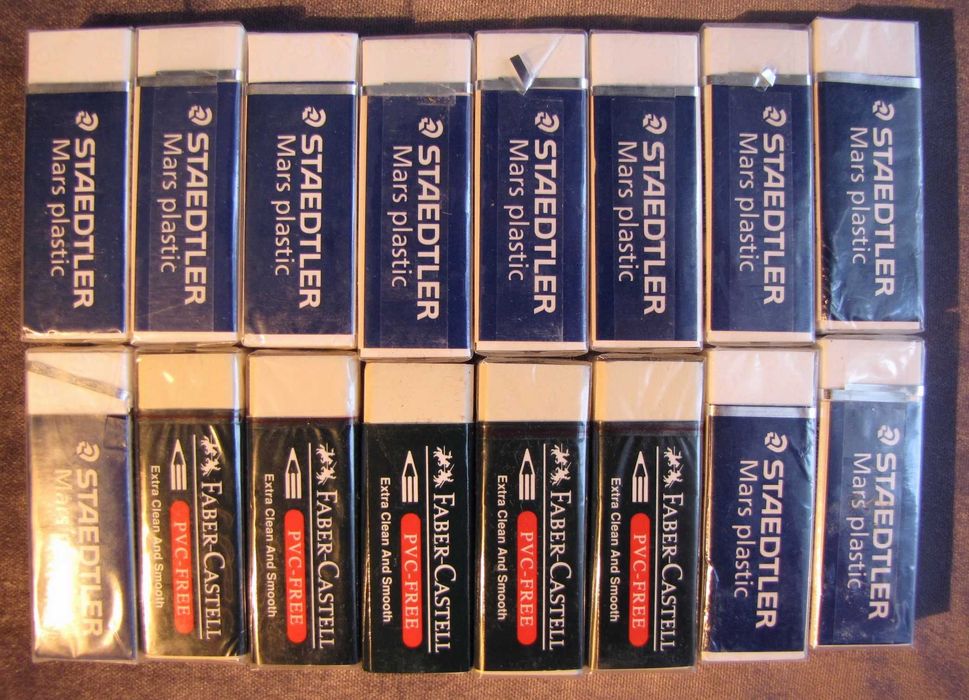 STAEDTLER
Mars plastic
STAEDTLER
Mars plastic
STAEDTLER
Mars plastic
STAEDTLER
Mars plastic
STAEDTLER
Mars plastic
STAEDTLER
Mars plastic
STAEDTLER
Mars plastic
STAEDTLER
Mars plastic
STAEDTLER
Mars
FABER-CASTELL
PVC-FREE
Extra Clean And Smooth
FABER-CASTELL
PVC-FREE
Extra Clean And Smooth
FABER-CASTELL
PVC-FREE
Extra Clean And Smooth
FABER-CASTELL
PVC-FREE
Extra Clean And Smooth
FABER-CASTELL
PVC-FREE
Extra Clean And Smooth
STAEDTLER
Mars plastic
STAEDTLER
Mars plastic